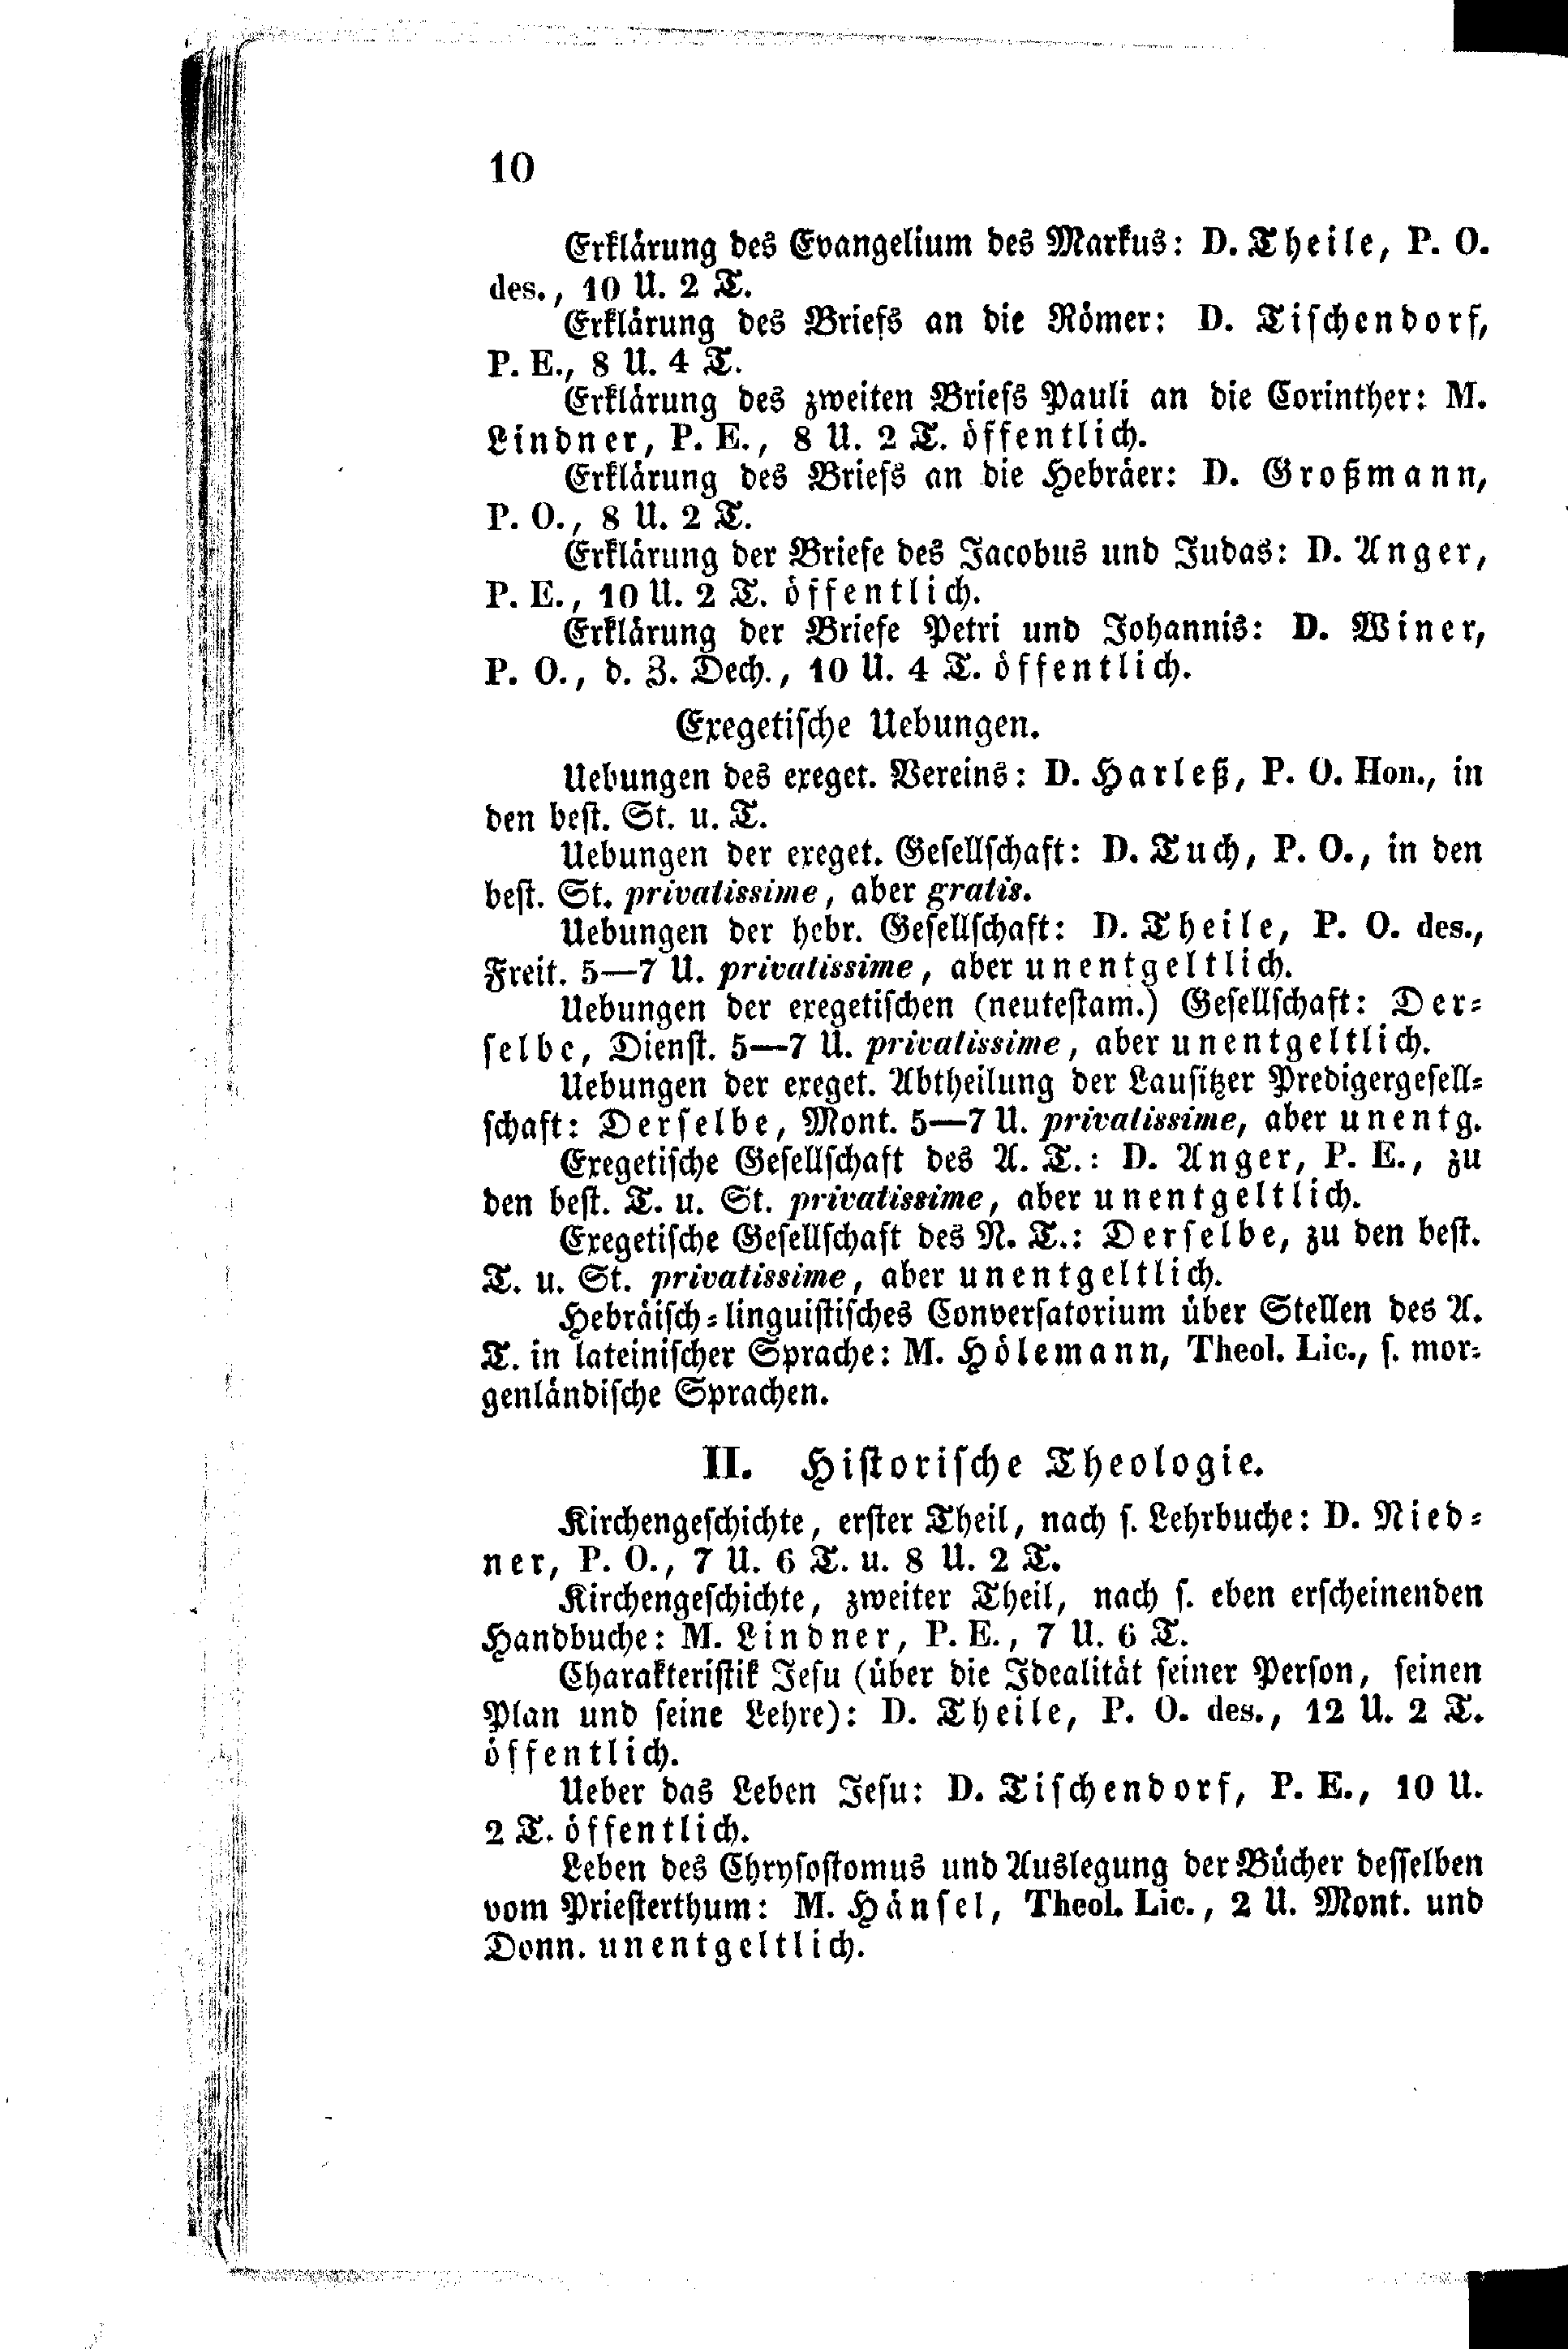 10
Erklärung des Evangelium des Markus: D. Theile, P. O.
des., 10 U. 2 T.
Erklärung des Briefs an die Römer: D. Tischendorf,
P. E., 8 U. 4 T.
Erklärung des zweiten Briefs Pauli an die Corinther: M.
Lindner, P. E., 8 U. 2 T. öffentlich.
Erklärung des Briefs an die Hebräer: D. Großmann,
P. O., 8 U. 2 T.
Erklärung der Briefe des Jacobus und Judas: D. Anger,
P. E., 10 U. 2 T. öffentlich.
Erklärung der Briefe Petri und Johannis: D. Winer,
P. O., d. Z. Dech., 10 U. 4 T. öffentlich.
Exegetische Uebungen.
Uebungen des exeget. Vereins: D. Harleß, P. O. Hon., in
den best. St. u. T.
Uebungen der exeget. Gesellschaft: D. Tuch, P. O., in den
best. St. privatissime, aber gratis.
Uebungen der hebr. Gesellschaft: D. Theile, P. O. des.,
Freit. 5—7 U. privatissime, aber unentgeltlich.
Uebungen der exegetischen (neutestam.) Gesellschaft: Der-
selbe, Dienst. 5—7 U. privatissime, aber unentgeltlich.
Uebungen der exeget. Abtheilung der Lausitzer Predigergesell-
schaft: Derselbe, Mont. 5—7 U. privatissime, aber unentg.
Exegetische Gesellschaft des A. T.: D. Anger, P. E., zu
den best. T. u. St. privatissime, aber unentgeltlich.
Exegetische Gesellschaft des N. T.: Derselbe, zu den best.
T. u. St. privatissime, aber unentgeltlich.
Hebräisch-linguistisches Conversatorium über Stellen des A.
T. in lateinischer Sprache: M. Hölemann, Theol. Lic., s. mor-
genländische Sprachen.
II. Historische Theologie.
Kirchengeschichte, erster Theil, nach s. Lehrbuche: D. Nied-
ner, P. O., 7 U. 6 T. u. 8 U. 2 T.
Kirchengeschichte, zweiter Theil, nach s. eben erscheinenden
Handbuche: M. Lindner, P. E., 7 U. 6 T.
Charakteristik Jesu (über die Idealität seiner Person, seinen
Plan und seine Lehre): D. Theile, P. O. des., 12 U. 2 T.
öffentlich.
Ueber das Leben Jesu: D. Tischendorf, P. E., 10 U.
2 T. öffentlich.
Leben des Chrysostomus und Auslegung der Bücher desselben
vom Priesterthum: M. Hänsel, Theol. Lic., 2 U. Mont. und
Donn. unentgeltlich.